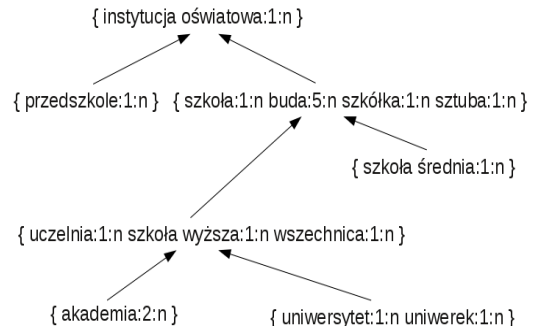 { instytucja oświatowa:1:n }
{ przedszkole:1:n } { szkoła:1:n buda:5:n szkółka:1:n sztuba:1:n }
{ szkoła średnia:1:n }
{ uczelnia:1:n szkoła wyższa:1:n wszechnica:1:n }
{ akademia:2:n } { uniwersytet:1:n uniwerek:1:n }